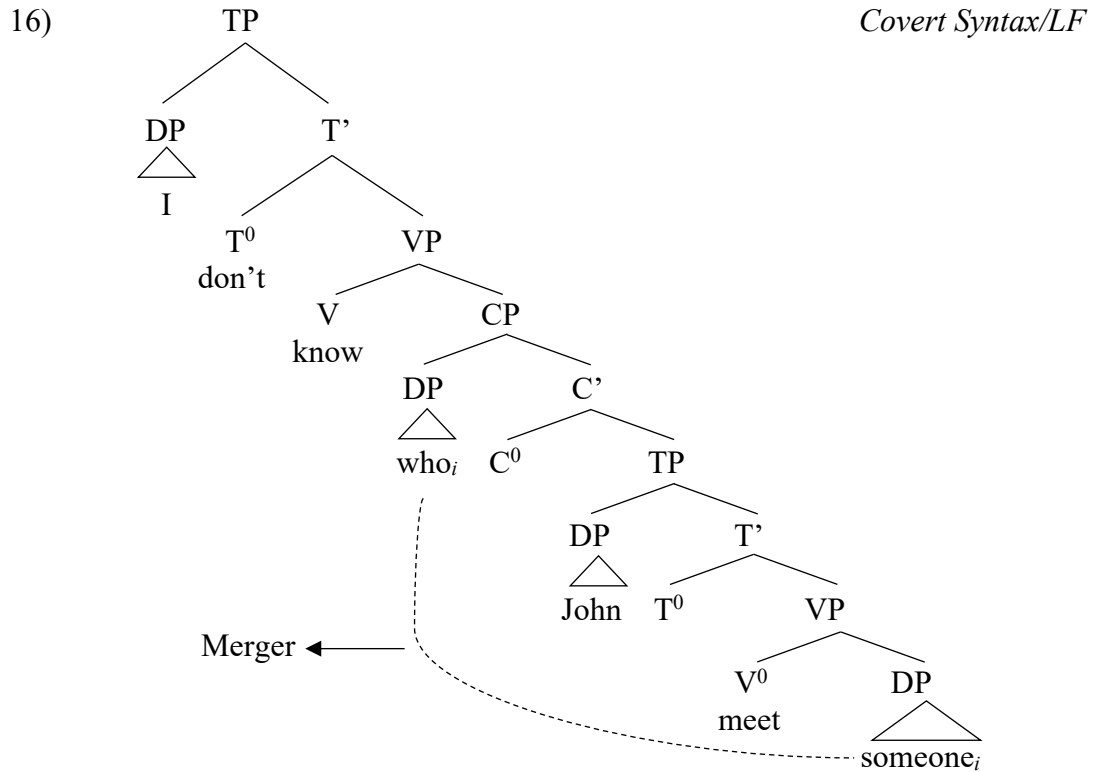 16) TP Covert Syntax/LF
DP T’
I
T⁰ VP
don’t
V CP
know
DP C’
whoᵢ C⁰ TP
DP T’
John T⁰ VP
Merger
V⁰ DP
meet
someoneᵢ